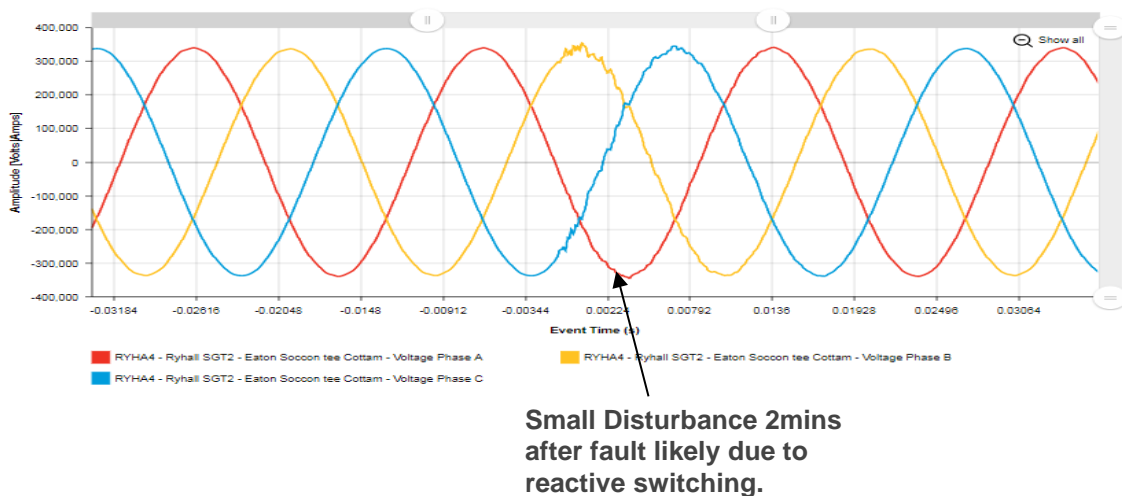 400,000
300,000
200,000
100,000
0
-100,000
-200,000
-300,000
-400,000
Amplitude [Volts|Amps]
Show all
-0.03184 -0.02616 -0.02048 -0.0148 -0.00912 -0.00344 0.00224 0.00792 0.0136 0.01928 0.02496 0.03064
Event Time (s)
RYHA4 - Ryhall SGT2 - Eaton Soccon tee Cottam - Voltage Phase A
RYHA4 - Ryhall SGT2 - Eaton Soccon tee Cottam - Voltage Phase B
RYHA4 - Ryhall SGT2 - Eaton Soccon tee Cottam - Voltage Phase C
Small Disturbance 2mins
after fault likely due to
reactive switching.